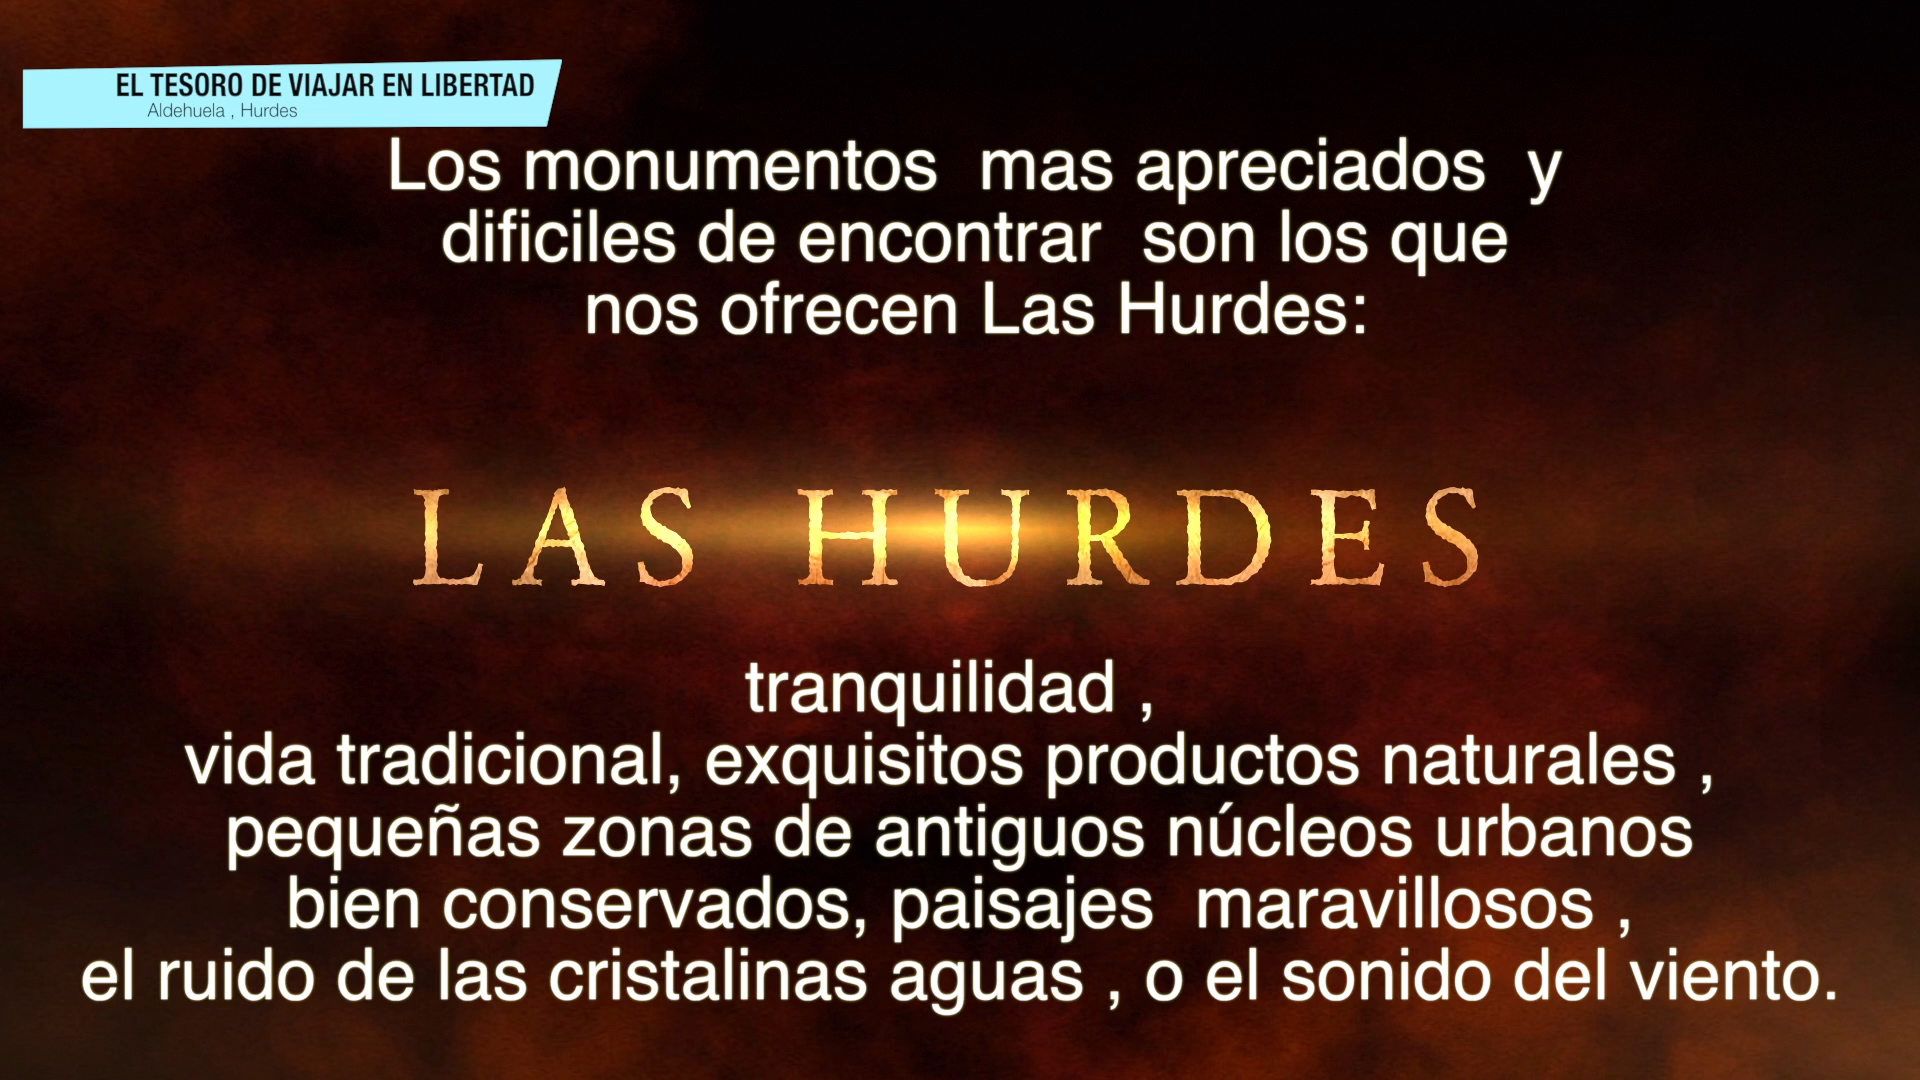 EL TESORO DE VIAJAR EN LIBERTAD
Aldehuela , Hurdes
Los monumentos  mas apreciados  y
dificiles de encontrar  son los que
nos ofrecen Las Hurdes:
LAS HURDES
tranquilidad ,
vida tradicional, exquisitos productos naturales ,
pequeñas zonas de antiguos núcleos urbanos
bien conservados, paisajes  maravillosos ,
el ruido de las cristalinas aguas , o el sonido del viento.